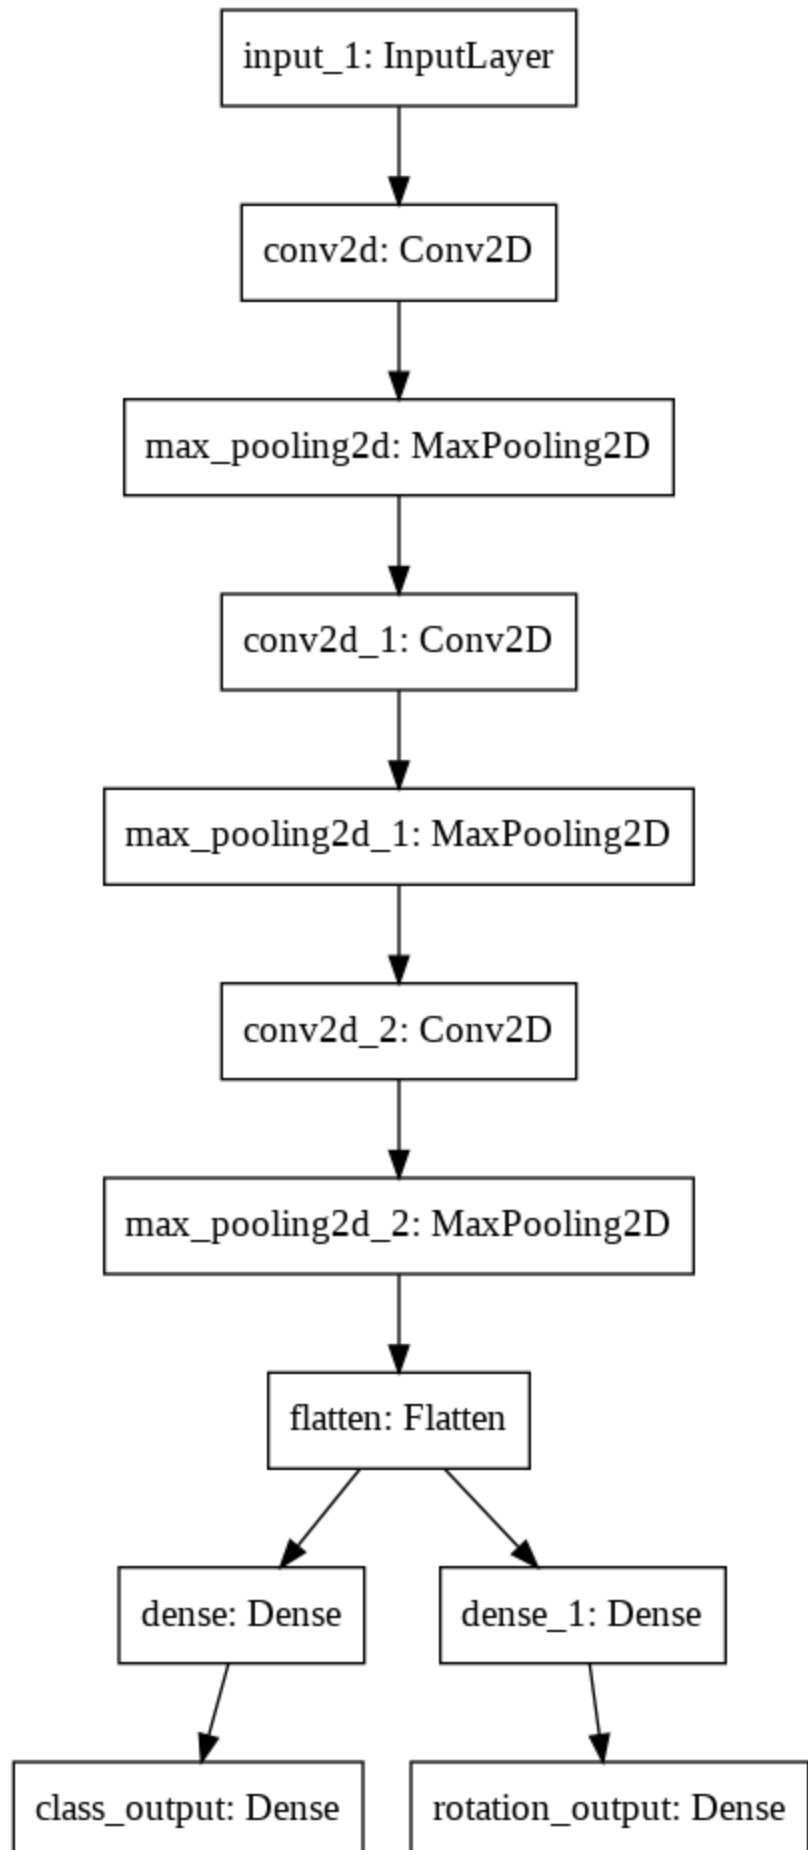 input_1: InputLayer
conv2d: Conv2D
max_pooling2d: MaxPooling2D
conv2d_1: Conv2D
max_pooling2d_1: MaxPooling2D
conv2d_2: Conv2D
max_pooling2d_2: MaxPooling2D
flatten: Flatten
dense: Dense
dense_1: Dense
class_output: Dense
rotation_output: Dense